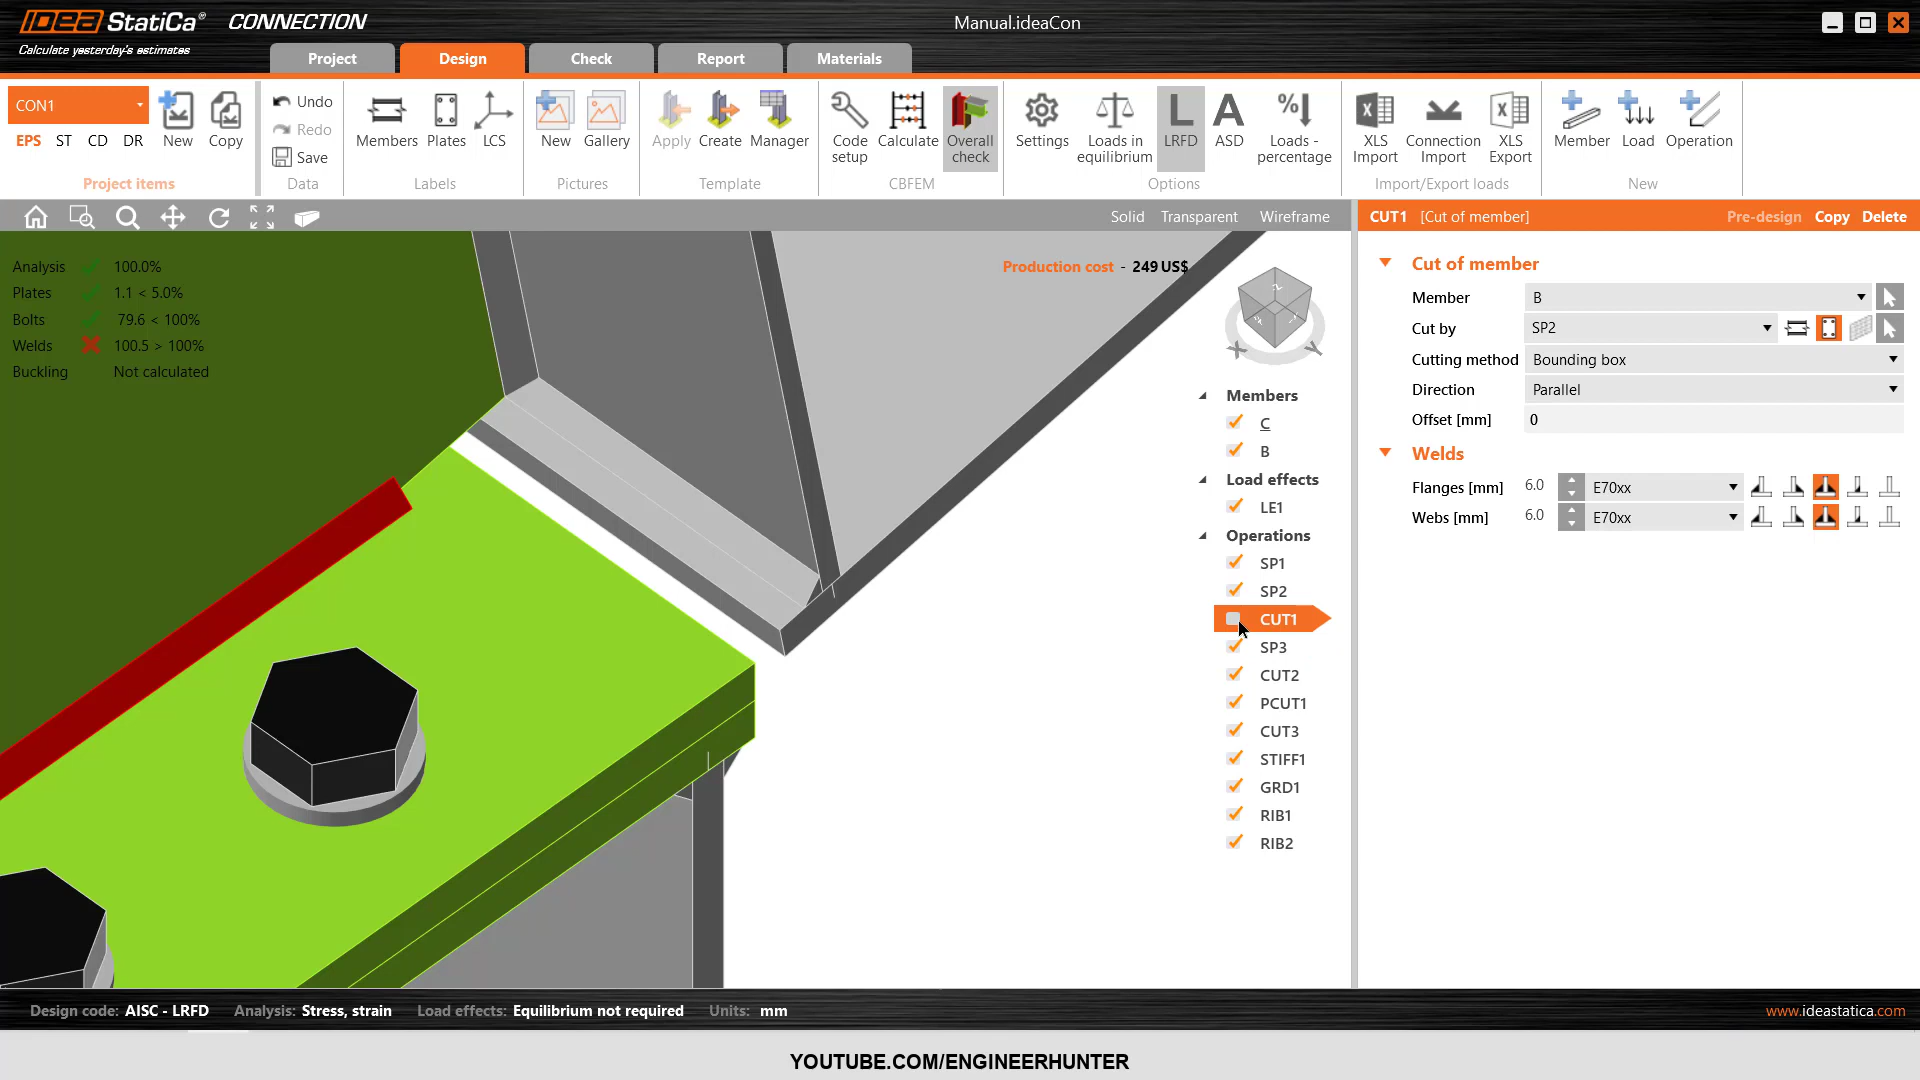 IDEA StatiCa® CONNECTION
Calculate yesterday's estimates
Manual.ideaCon
Project
Design
Check
Report
Materials
CON1
EPS ST CD DR
New
Copy
Project items
Undo
Redo
Save
Data
Members
Plates
LCS
Labels
New
Gallery
Pictures
Apply
Create
Manager
Template
Code setup
Calculate
Overall check
CBFEM
Settings
Loads in equilibrium
L
LRFD
A
ASD
Loads - percentage
Options
XLS Import
Connection Import
XLS Export
Import/Export loads
Member
Load
Operation
New
Solid
Transparent
Wireframe
CUT1 [Cut of member]
Pre-design
Copy
Delete
Analysis 100.0%
Plates 1.1 < 5.0%
Bolts 79.6 < 100%
Welds 100.5 > 100%
Buckling Not calculated
Production cost - 249 US$
X
Y
Members
C
B
Load effects
LE1
Operations
SP1
SP2
CUT1
SP3
CUT2
PCUT1
CUT3
STIFF1
GRD1
RIB1
RIB2
Cut of member
Member B
Cut by SP2
Cutting method Bounding box
Direction Parallel
Offset [mm] 0
Welds
Flanges [mm] 6.0 E70xx
Webs [mm] 6.0 E70xx
Design code: AISC - LRFD Analysis: Stress, strain Load effects: Equilibrium not required Units: mm
www.ideastatica.com
YOUTUBE.COM/ENGINEERHUNTER